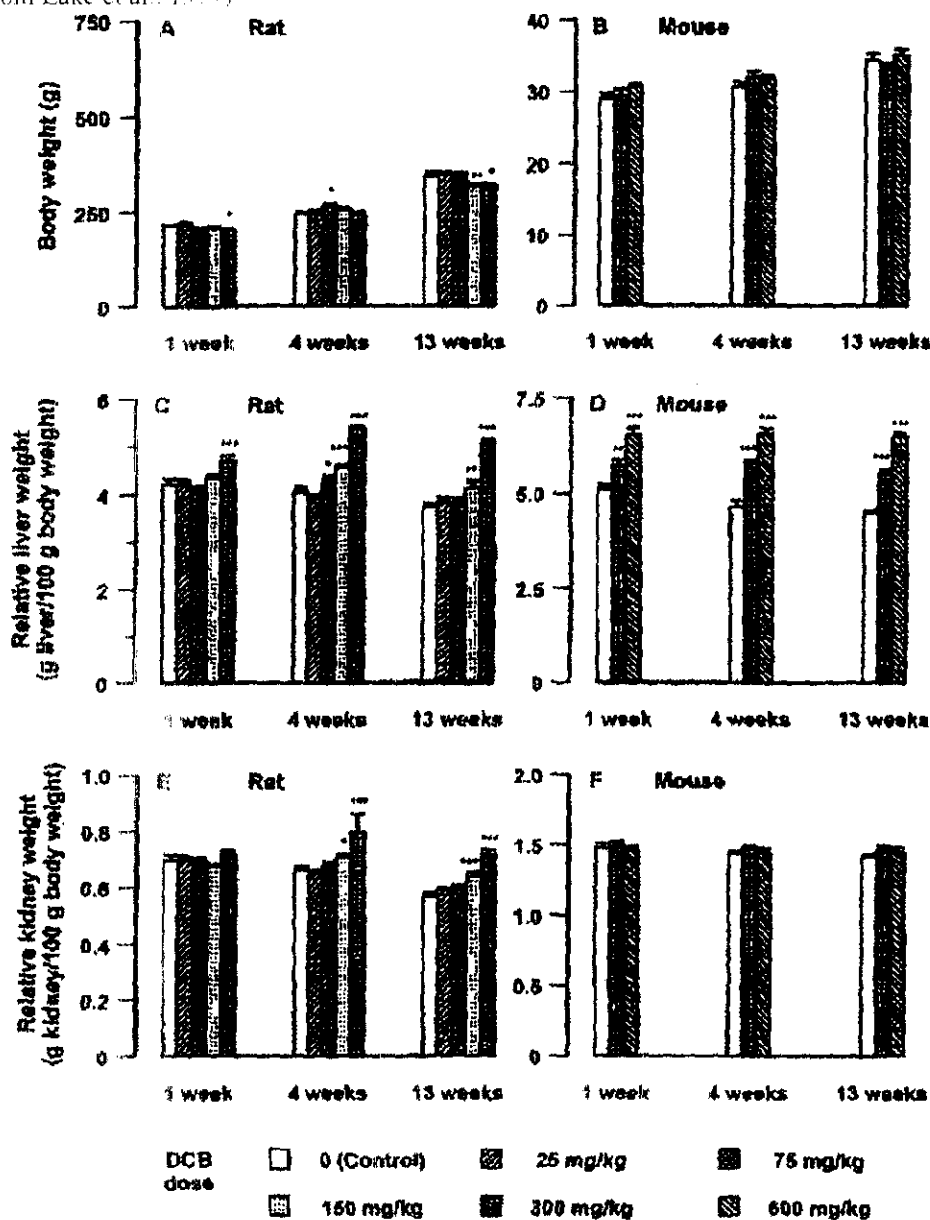 A Rat
B Mouse
Body weight (g)
750
500
250
0
40
30
20
10
0
1 week 4 weeks 13 weeks
1 week 4 weeks 13 weeks
C Rat
D Mouse
Relative liver weight
(g liver/100 g body weight)
6
4
2
0
7.5
5.0
2.5
0
1 week 4 weeks 13 weeks
1 week 4 weeks 13 weeks
E Rat
F Mouse
Relative kidney weight
(g kidney/100 g body weight)
1.0
0.8
0.6
0.4
0.2
0
2.0
1.5
1.0
0.5
0
1 week 4 weeks 13 weeks
1 week 4 weeks 13 weeks
DCB
dose
0 (Control) 25 mg/kg 75 mg/kg
150 mg/kg 300 mg/kg 600 mg/kg